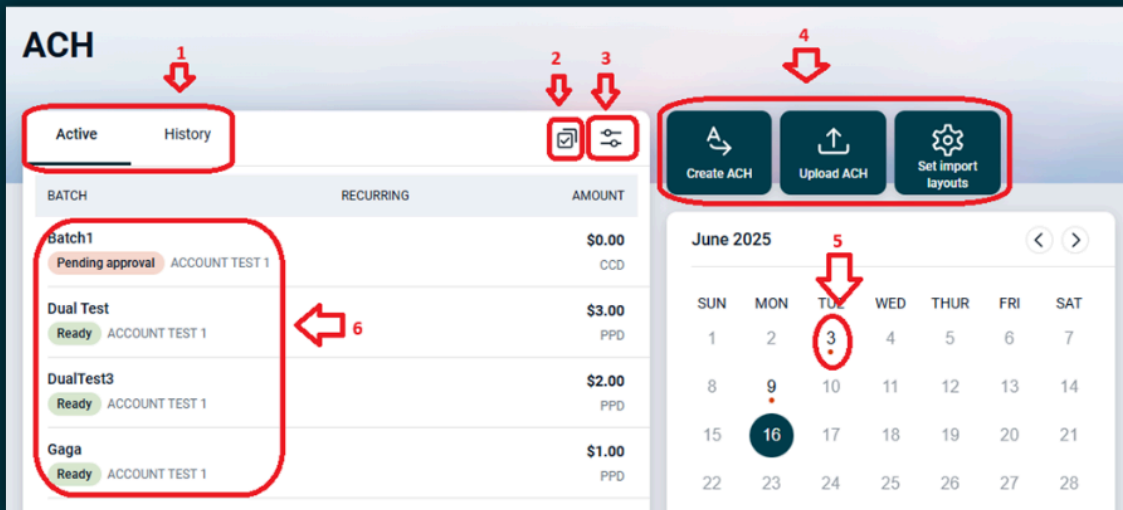 ACH
1
2
3
4
Active History
Create ACH
Upload ACH
Set import
layouts
BATCH RECURRING AMOUNT
Batch1 $0.00
Pending approval ACCOUNT TEST 1 CCD
Dual Test $3.00
Ready ACCOUNT TEST 1 PPD
6
DualTest3 $2.00
Ready ACCOUNT TEST 1 PPD
Gaga $1.00
Ready ACCOUNT TEST 1 PPD
June 2025
5
SUN MON TUE WED THUR FRI SAT
1 2 3 4 5 6 7
8 9 10 11 12 13 14
15 16 17 18 19 20 21
22 23 24 25 26 27 28